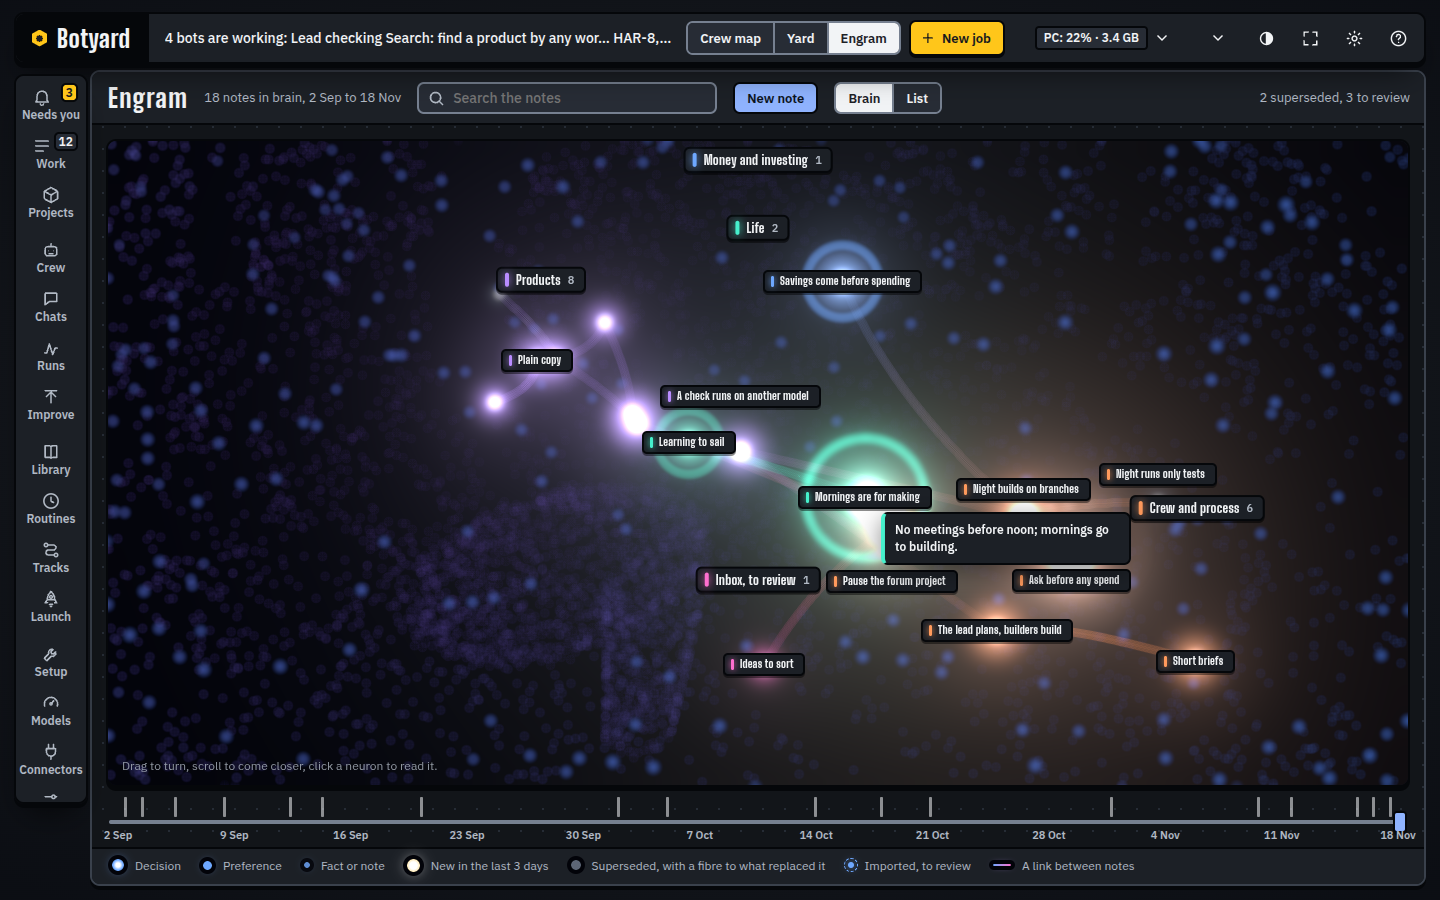 Botyard
4 bots are working: Lead checking Search: find a product by any wor... HAR-8,...
Crew map
Yard
Engram
+ New job
PC: 22% · 3.4 GB
3
Needs you
12
Work
Projects
Crew
Chats
Runs
Improve
Library
Routines
Tracks
Launch
Setup
Models
Connectors
Engram
18 notes in brain, 2 Sep to 18 Nov
Search the notes
New note
Brain
List
2 superseded, 3 to review
Money and investing 1
Life 2
Products 8
Savings come before spending
Plain copy
A check runs on another model
Learning to sail
Night runs only tests
Mornings are for making
Night builds on branches
Crew and process 6
No meetings before noon; mornings go
to building.
Inbox, to review 1
Pause the forum project
Ask before any spend
The lead plans, builders build
Ideas to sort
Short briefs
Drag to turn, scroll to come closer, click a neuron to read it.
2 Sep
9 Sep
16 Sep
23 Sep
30 Sep
7 Oct
14 Oct
21 Oct
28 Oct
4 Nov
11 Nov
18 Nov
Decision
Preference
Fact or note
New in the last 3 days
Superseded, with a fibre to what replaced it
Imported, to review
A link between notes